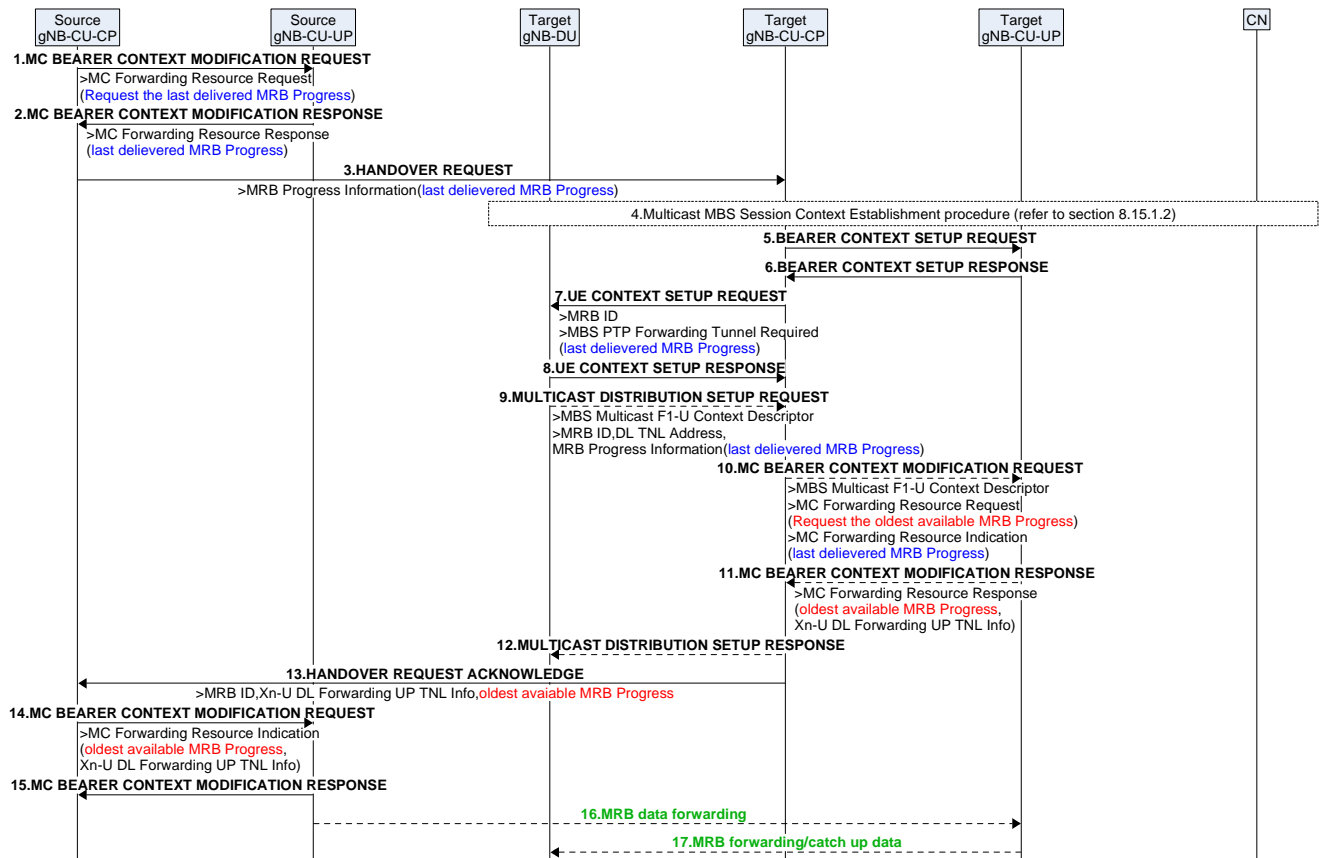 Source
gNB-CU-CP
Source
gNB-CU-UP
Target
gNB-DU
Target
gNB-CU-CP
Target
gNB-CU-UP
CN
1.MC BEARER CONTEXT MODIFICATION REQUEST
>MC Forwarding Resource Request
(Request the last delivered MRB Progress)
2.MC BEARER CONTEXT MODIFICATION RESPONSE
>MC Forwarding Resource Response
(last delievered MRB Progress)
3.HANDOVER REQUEST
>MRB Progress Information(last delievered MRB Progress)
4.Multicast MBS Session Context Establishment procedure (refer to section 8.15.1.2)
5.BEARER CONTEXT SETUP REQUEST
6.BEARER CONTEXT SETUP RESPONSE
7.UE CONTEXT SETUP REQUEST
>MRB ID
>MBS PTP Forwarding Tunnel Required
(last delievered MRB Progress)
8.UE CONTEXT SETUP RESPONSE
9.MULTICAST DISTRIBUTION SETUP REQUEST
>MBS Multicast F1-U Context Descriptor
>MRB ID,DL TNL Address,
MRB Progress Information(last delievered MRB Progress)
10.MC BEARER CONTEXT MODIFICATION REQUEST
>MBS Multicast F1-U Context Descriptor
>MC Forwarding Resource Request
(Request the oldest available MRB Progress)
>MC Forwarding Resource Indication
(last delievered MRB Progress)
11.MC BEARER CONTEXT MODIFICATION RESPONSE
>MC Forwarding Resource Response
(oldest available MRB Progress,
Xn-U DL Forwarding UP TNL Info)
12.MULTICAST DISTRIBUTION SETUP RESPONSE
13.HANDOVER REQUEST ACKNOWLEDGE
>MRB ID,Xn-U DL Forwarding UP TNL Info,oldest avaiable MRB Progress
14.MC BEARER CONTEXT MODIFICATION REQUEST
>MC Forwarding Resource Indication
(oldest available MRB Progress,
Xn-U DL Forwarding UP TNL Info)
15.MC BEARER CONTEXT MODIFICATION RESPONSE
16.MRB data forwarding
17.MRB forwarding/catch up data